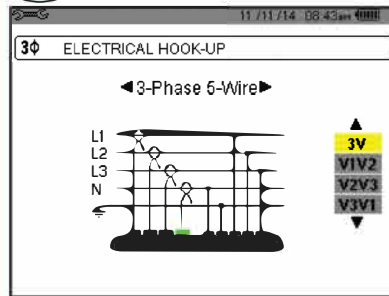 11/11/14 08:43am
3Φ ELECTRICAL HOOK-UP
◄3-Phase 5-Wire►
L1
L2
L3
N
3V
V1V2
V2V3
V3V1